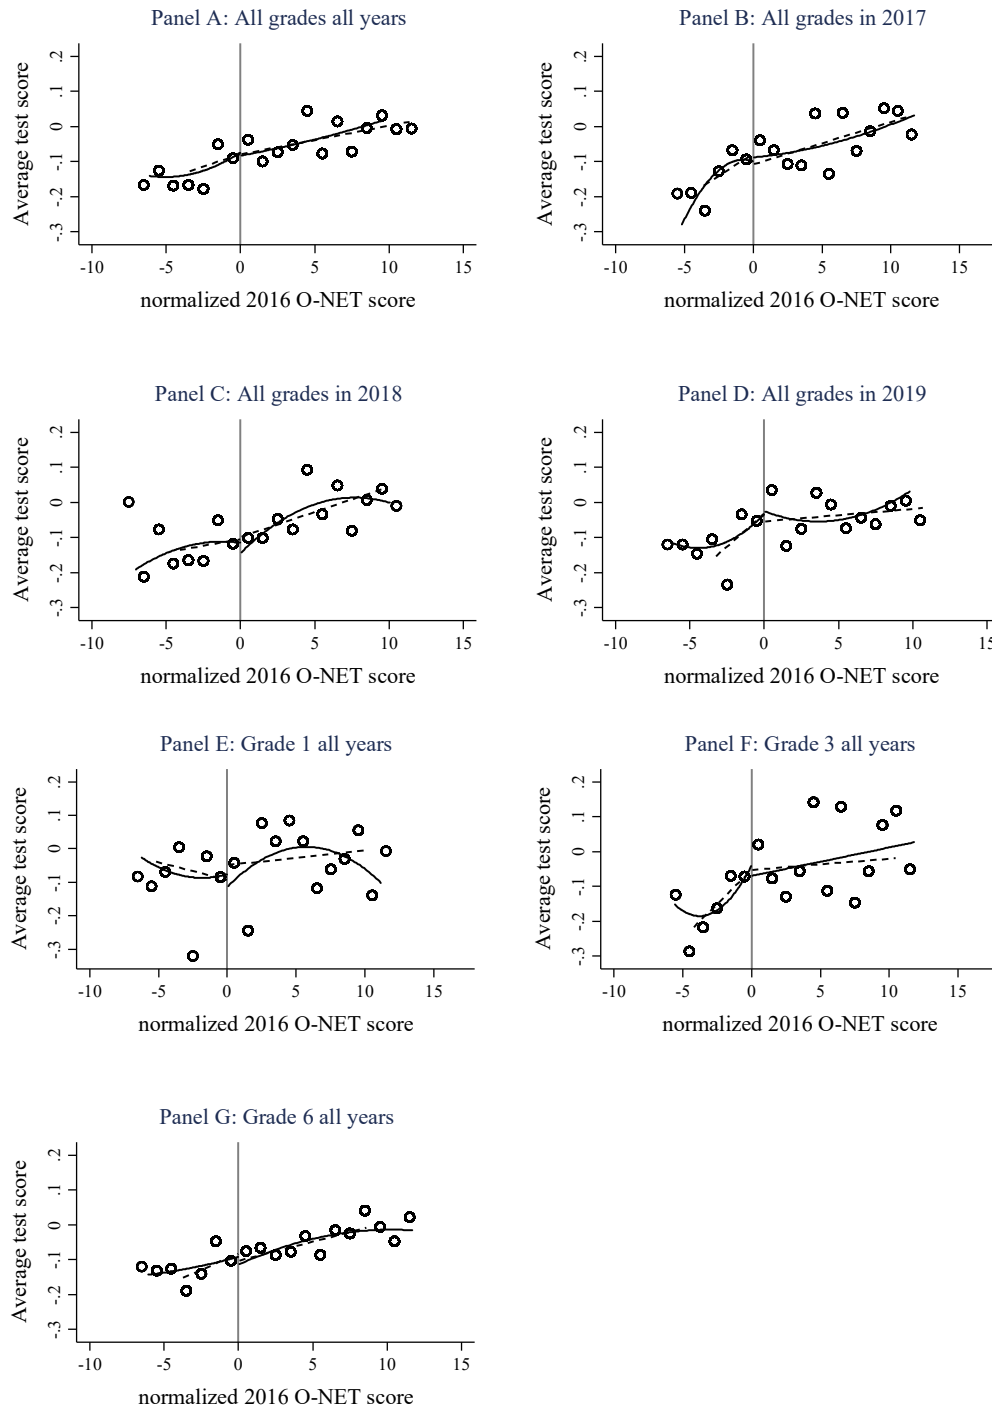 Panel A: All grades all years
Average test score
.2
.1
0
-.1
-.2
-.3
-10 -5 0 5 10 15
normalized 2016 O-NET score
Panel B: All grades in 2017
Average test score
.2
.1
0
-.1
-.2
-.3
-10 -5 0 5 10 15
normalized 2016 O-NET score
Panel C: All grades in 2018
Average test score
.2
.1
0
-.1
-.2
-.3
-10 -5 0 5 10 15
normalized 2016 O-NET score
Panel D: All grades in 2019
Average test score
.2
.1
0
-.1
-.2
-.3
-10 -5 0 5 10 15
normalized 2016 O-NET score
Panel E: Grade 1 all years
Average test score
.2
.1
0
-.1
-.2
-.3
-10 -5 0 5 10 15
normalized 2016 O-NET score
Panel F: Grade 3 all years
Average test score
.2
.1
0
-.1
-.2
-.3
-10 -5 0 5 10 15
normalized 2016 O-NET score
Panel G: Grade 6 all years
Average test score
.2
.1
0
-.1
-.2
-.3
-10 -5 0 5 10 15
normalized 2016 O-NET score